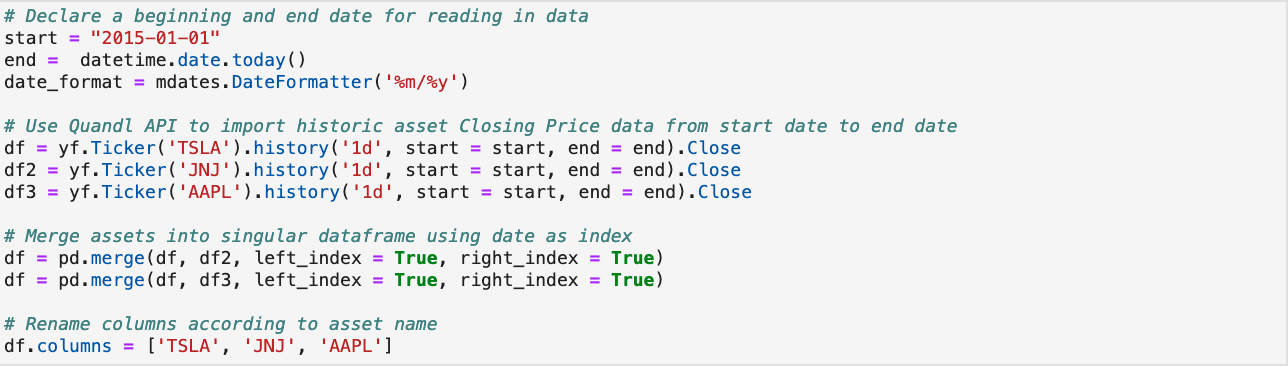 # Declare a beginning and end date for reading in data
start = "2015-01-01"
end =  datetime.date.today()
date_format = mdates.DateFormatter('%m/%y')

# Use Quandl API to import historic asset Closing Price data from start date to end date
df = yf.Ticker('TSLA').history('1d', start = start, end = end).Close
df2 = yf.Ticker('JNJ').history('1d', start = start, end = end).Close
df3 = yf.Ticker('AAPL').history('1d', start = start, end = end).Close

# Merge assets into singular dataframe using date as index
df = pd.merge(df, df2, left_index = True, right_index = True)
df = pd.merge(df, df3, left_index = True, right_index = True)

# Rename columns according to asset name
df.columns = ['TSLA', 'JNJ', 'AAPL']